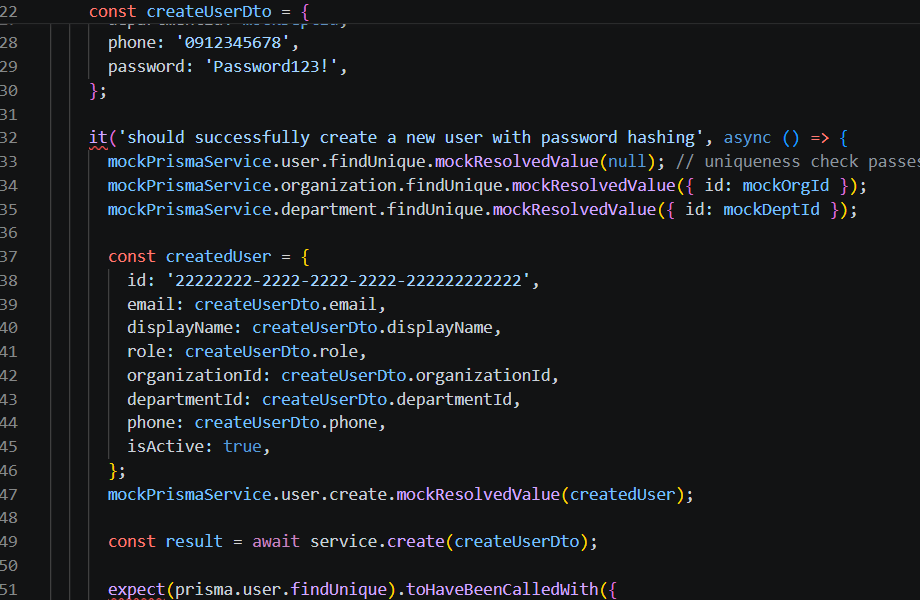 22 const createUserDto = {
28 phone: '0912345678',
29 password: 'Password123!',
30 };
31
32 it('should successfully create a new user with password hashing', async () => {
33 mockPrismaService.user.findUnique.mockResolvedValue(null); // uniqueness check passes
34 mockPrismaService.organization.findUnique.mockResolvedValue({ id: mockOrgId });
35 mockPrismaService.department.findUnique.mockResolvedValue({ id: mockDeptId });
36
37 const createdUser = {
38 id: '22222222-2222-2222-2222-222222222222',
39 email: createUserDto.email,
40 displayName: createUserDto.displayName,
41 role: createUserDto.role,
42 organizationId: createUserDto.organizationId,
43 departmentId: createUserDto.departmentId,
44 phone: createUserDto.phone,
45 isActive: true,
46 };
47 mockPrismaService.user.create.mockResolvedValue(createdUser);
48
49 const result = await service.create(createUserDto);
50
51 expect(prisma.user.findUnique).toHaveBeenCalledWith({